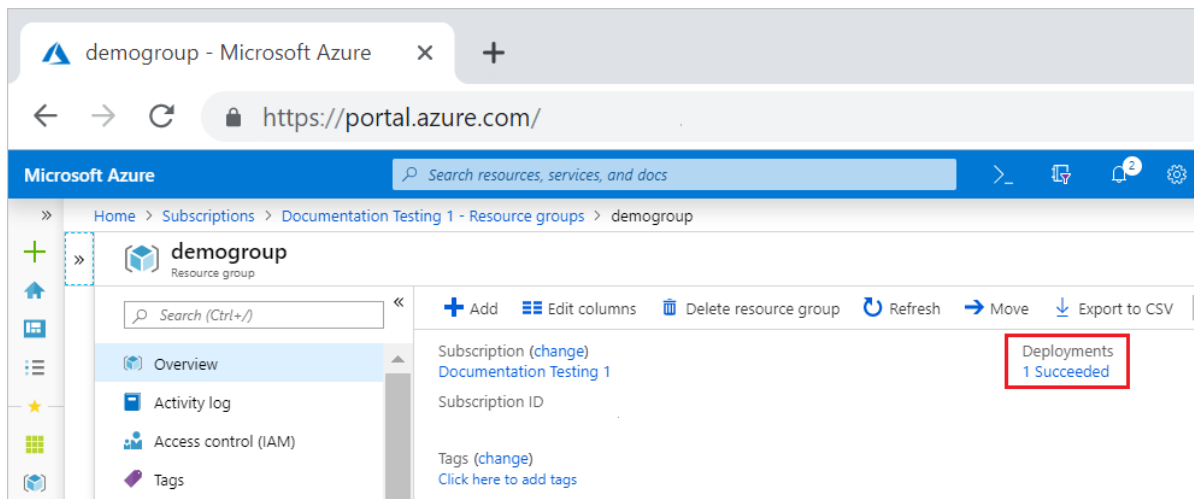 demogroup - Microsoft Azure
https://portal.azure.com/
Microsoft Azure
Search resources, services, and docs
2
Home > Subscriptions > Documentation Testing 1 - Resource groups > demogroup
demogroup
Resource group
Search (Ctrl+/)
Add Edit columns Delete resource group Refresh Move Export to CSV
Overview
Activity log
Access control (IAM)
Tags
Subscription (change)
Documentation Testing 1
Subscription ID
Tags (change)
Click here to add tags
Deployments
1 Succeeded